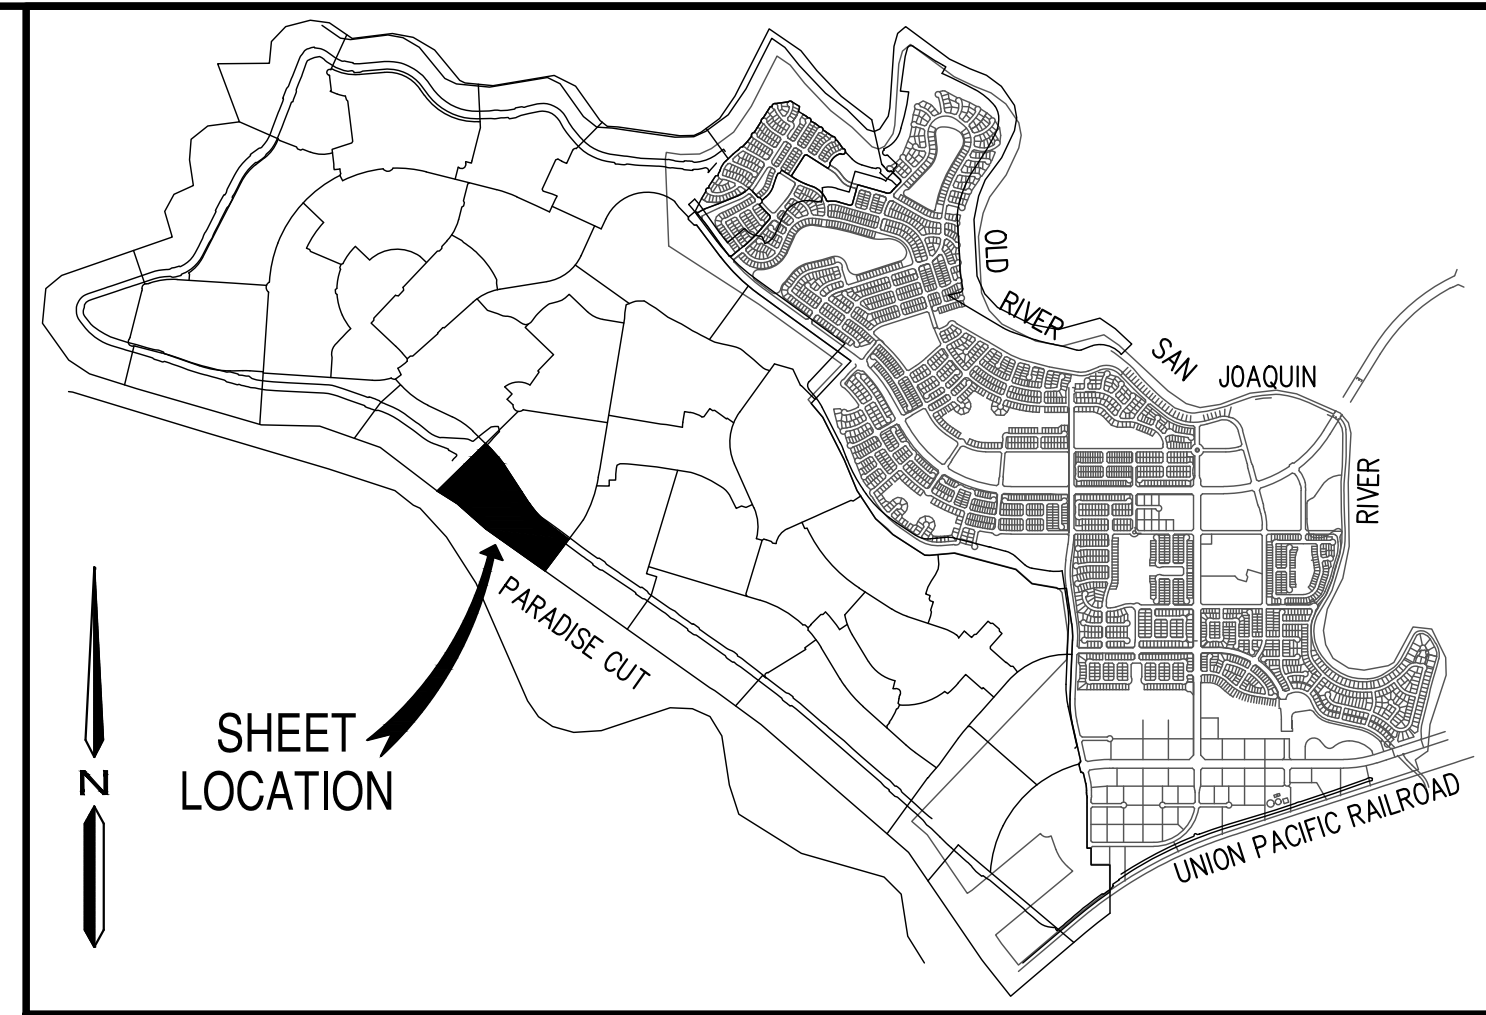 OLD
RIVER
SAN
JOAQUIN
RIVER
PARADISE CUT
SHEET
LOCATION
N
UNION PACIFIC RAILROAD